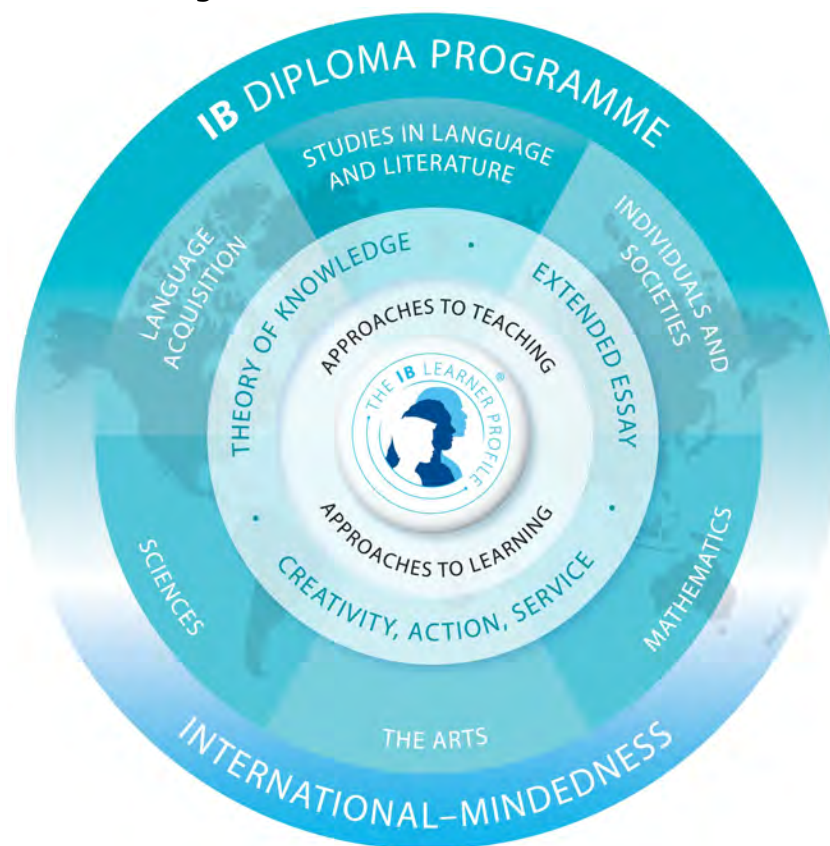 IB DIPLOMA PROGRAMME
STUDIES IN LANGUAGE
AND LITERATURE
LANGUAGE
ACQUISITION
INDIVIDUALS AND
SOCIETIES
THEORY OF KNOWLEDGE
·
EXTENDED ESSAY
·
CREATIVITY, ACTION, SERVICE
·
APPROACHES TO TEACHING
• THE IB LEARNER PROFILE •
®
APPROACHES TO LEARNING
SCIENCES
MATHEMATICS
THE ARTS
INTERNATIONAL–MINDEDNESS